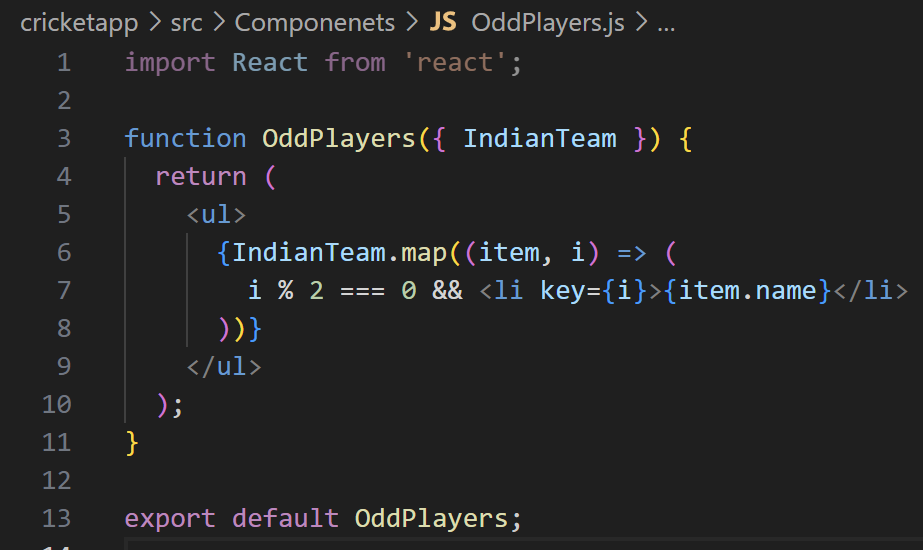 cricketapp > src > Componenets > JS OddPlayers.js > ...
1 import React from 'react';
2
3 function OddPlayers({ IndianTeam }) {
4 return (
5 <ul>
6 {IndianTeam.map((item, i) => (
7 i % 2 === 0 && <li key={i}>{item.name}</li>
8 ))}
9 </ul>
10 );
11 }
12
13 export default OddPlayers;
14